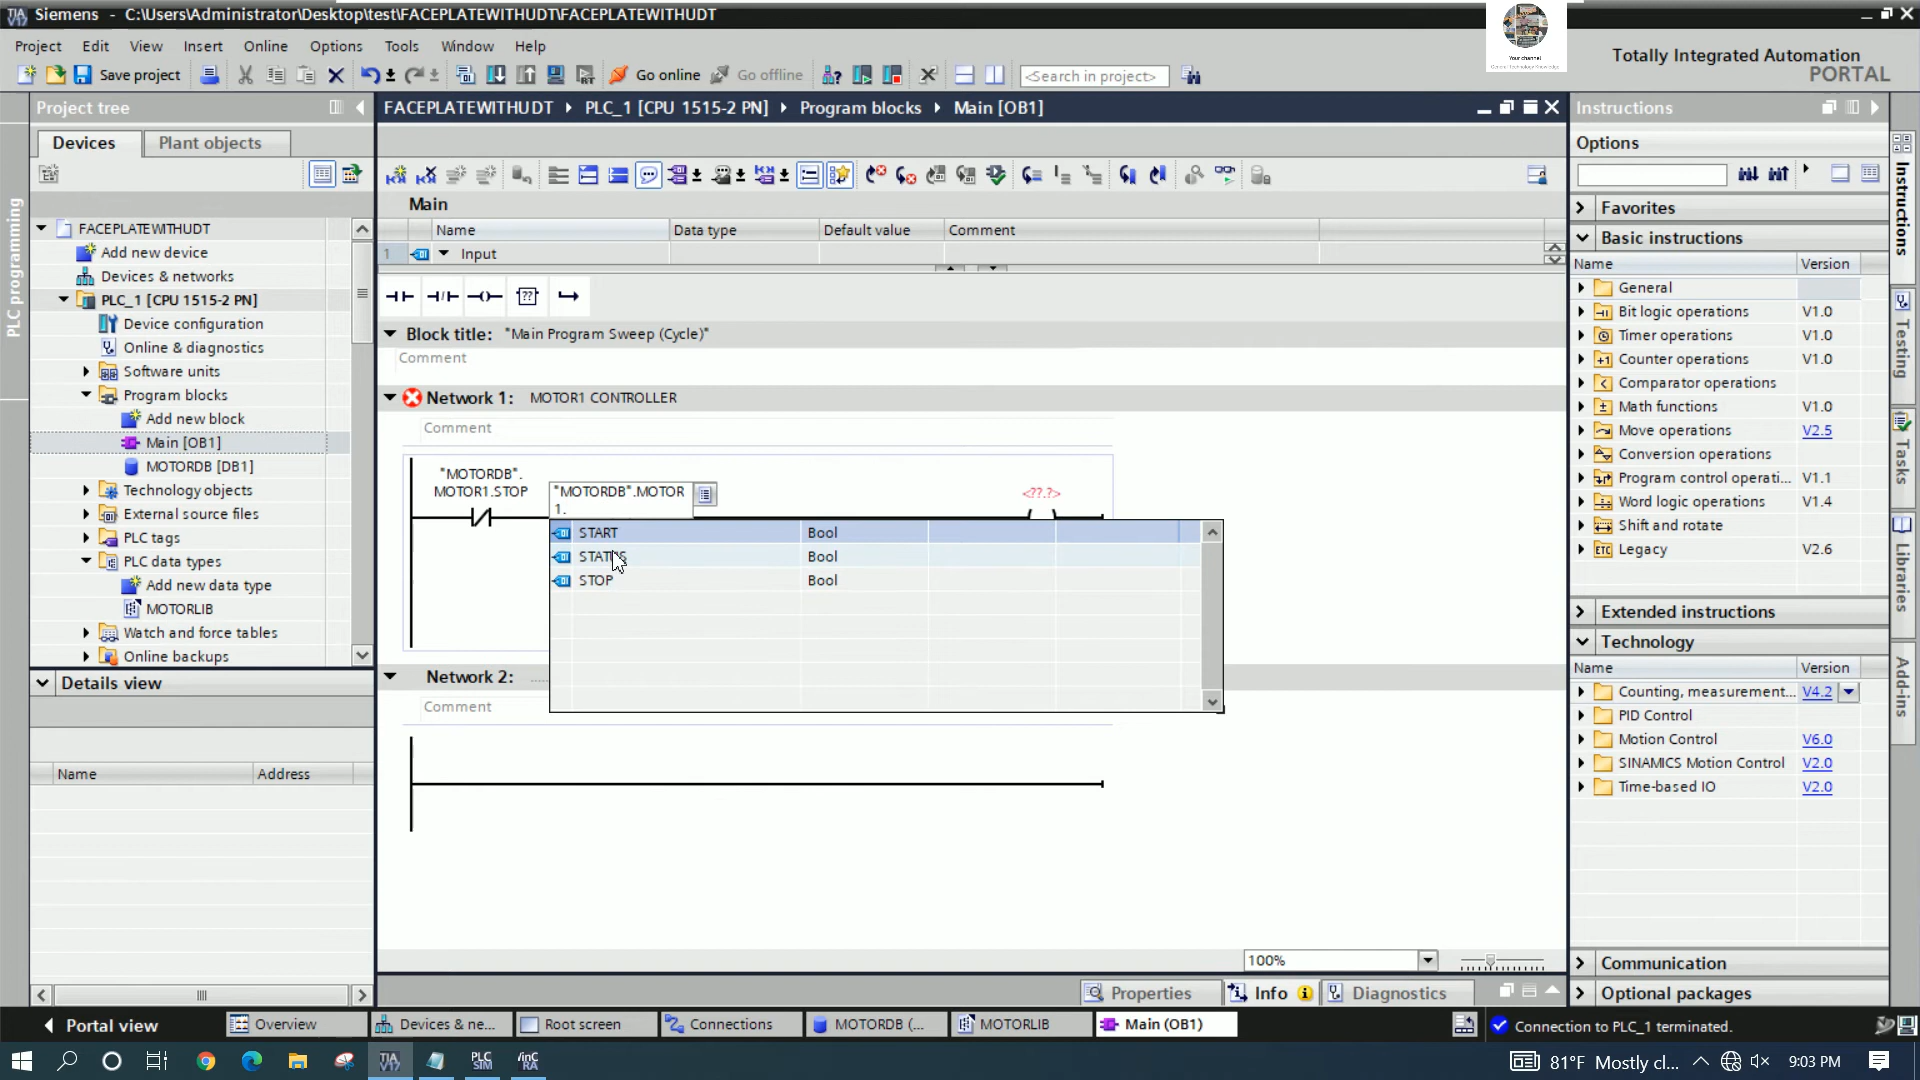 Siemens - C:\Users\Administrator\Desktop\test\FACEPLATEWITHUDT\FACEPLATEWITHUDT
Your channel
Project Edit View Insert Online Options Tools Window Help
Totally Integrated Automation
PORTAL
Save project
Go online
Go offline
<Search in project>
Project tree
FACEPLATEWITHUDT PLC_1 [CPU 1515-2 PN] Program blocks Main [OB1]
Instructions
Devices
Plant objects
Options
PLC programming
FACEPLATEWITHUDT
Add new device
Devices & networks
PLC_1 [CPU 1515-2 PN]
Device configuration
Online & diagnostics
Software units
Program blocks
Add new block
Main [OB1]
MOTORDB [DB1]
Technology objects
External source files
PLC tags
PLC data types
Add new data type
MOTORLIB
Watch and force tables
Online backups
Details view
Name Address
Main
Name Data type Default value Comment
1 Input
Block title: "Main Program Sweep (Cycle)"
Comment
Network 1: MOTOR1 CONTROLLER
Comment
"MOTORDB".
MOTOR1.STOP
"MOTORDB".MOTOR
1.
<??.?>
START Bool
STATUS Bool
STOP Bool
Network 2: .....
Comment
100%
Properties
Info
Diagnostics
Favorites
Basic instructions
Name Version
General
Bit logic operations V1.0
Timer operations V1.0
Counter operations V1.0
Comparator operations
Math functions V1.0
Move operations V2.5
Conversion operations
Program control operati... V1.1
Word logic operations V1.4
Shift and rotate
Legacy V2.6
Extended instructions
Technology
Name Version
Counting, measurement... V4.2
PID Control
Motion Control V6.0
SINAMICS Motion Control V2.0
Time-based IO V2.0
Communication
Optional packages
Instructions
Testing
Tasks
Libraries
Add-ins
Portal view
Overview
Devices & ne...
Root screen
Connections
MOTORDB (...
MOTORLIB
Main (OB1)
Connection to PLC_1 terminated.
81°F Mostly cl...
9:03 PM